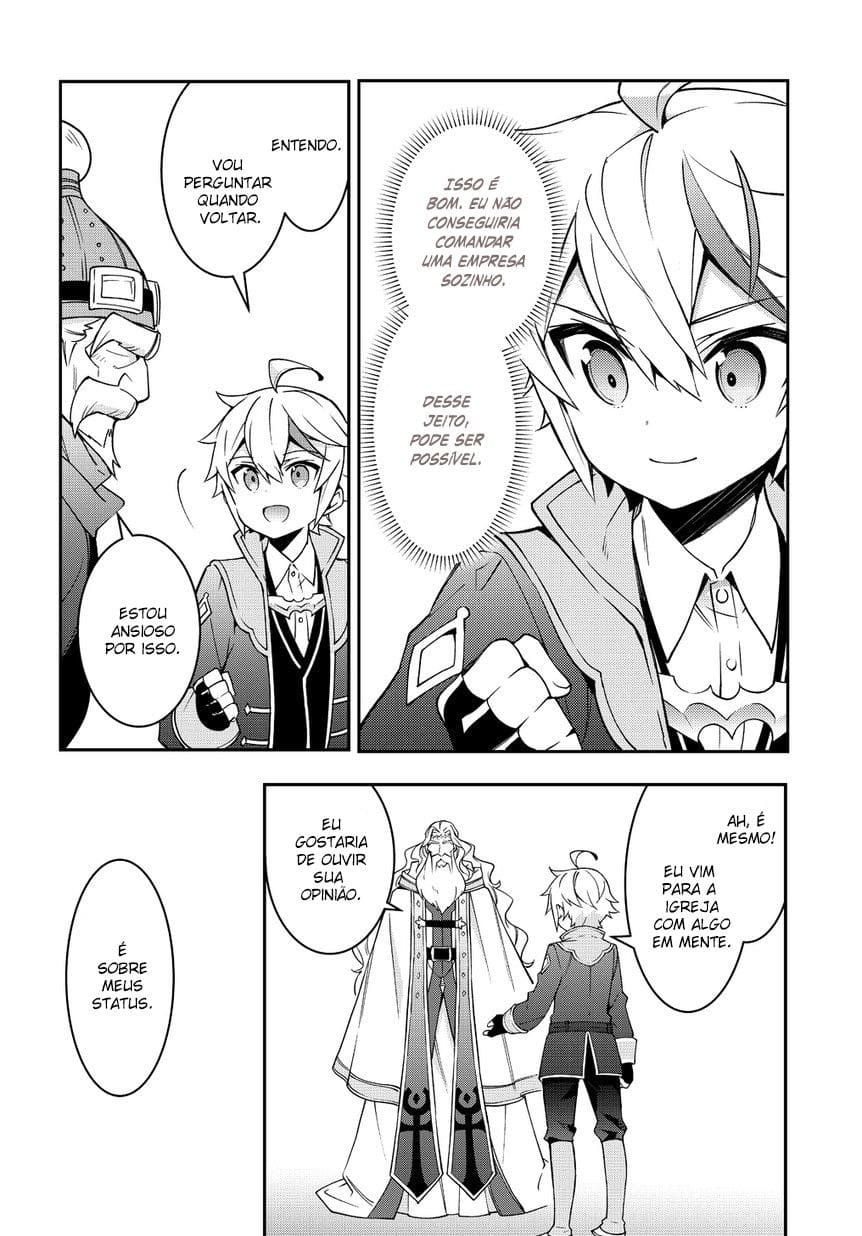 ISSO É
BOM. EU NÃO
CONSEGUIRIA
COMANDAR
UMA EMPRESA
SOZINHO.
DESSE
JEITO,
PODE SER
POSSÍVEL.
ENTENDO.
VOU
PERGUNTAR
QUANDO
VOLTAR.
ESTOU
ANSIOSO
POR ISSO.
AH, É
MESMO!
EU VIM
PARA A
IGREJA
COM ALGO
EM MENTE.
EU
GOSTARIA
DE OUVIR
SUA
OPINIÃO.
É
SOBRE
MEUS
STATUS.